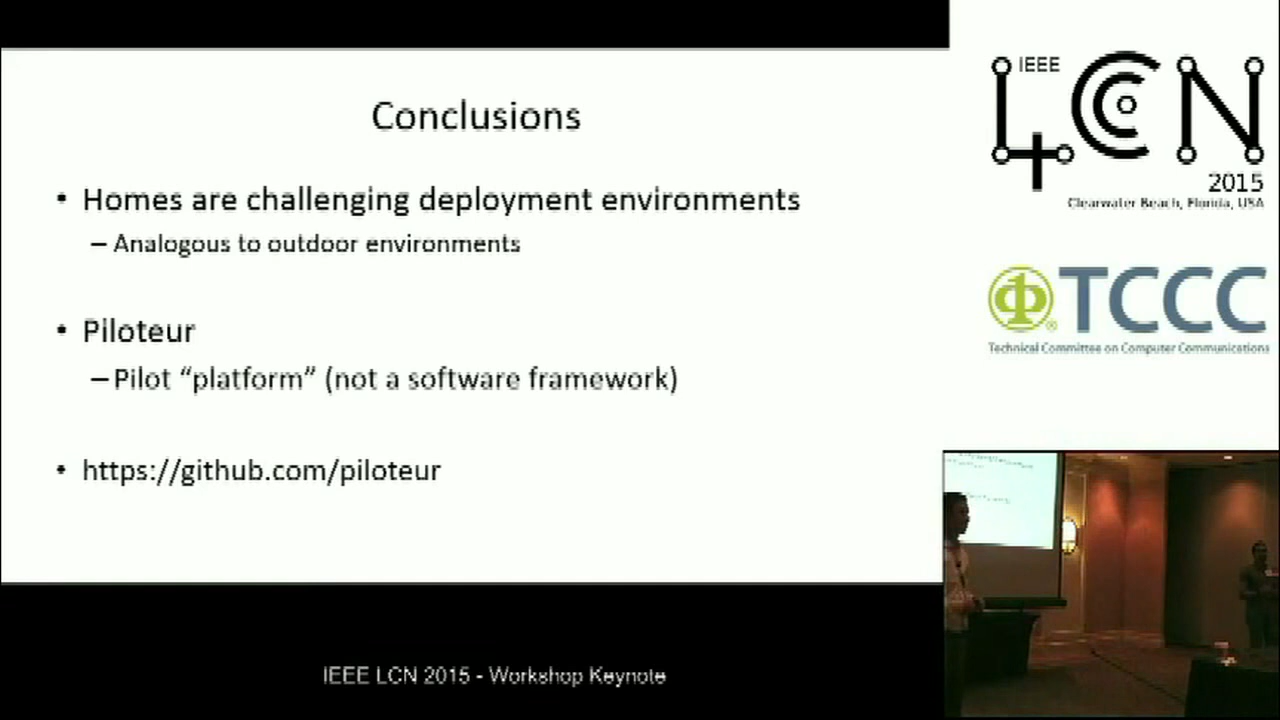 Conclusions
• Homes are challenging deployment environments
– Analogous to outdoor environments
• Piloteur
– Pilot “platform” (not a software framework)
• https://github.com/piloteur
IEEE
LCN
2015
Clearwater Beach, Florida, USA
TCCC
Technical Committee on Computer Communications
IEEE LCN 2015 - Workshop Keynote